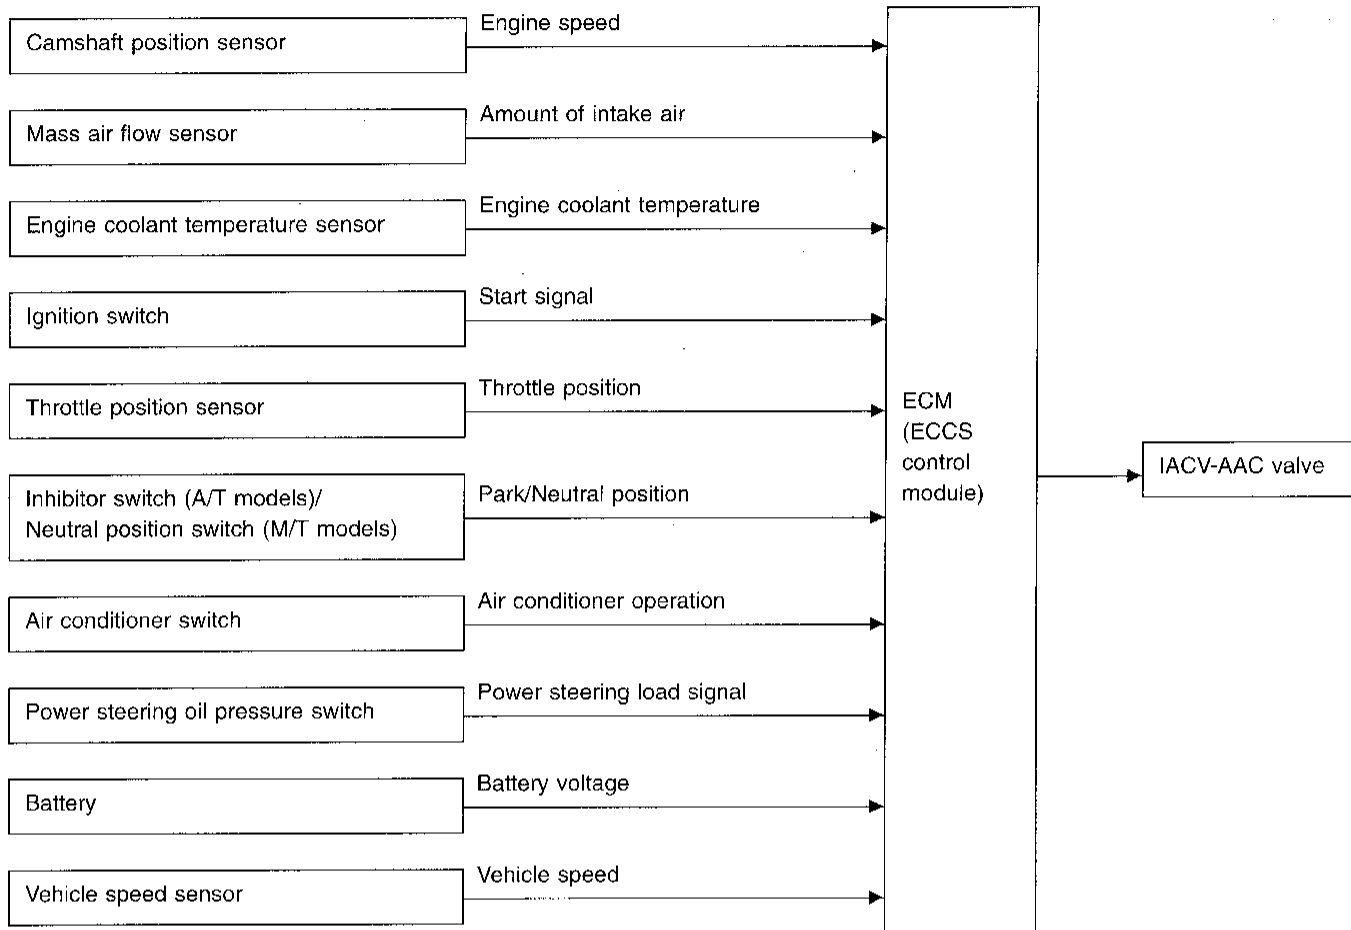 Camshaft position sensor
Engine speed
Mass air flow sensor
Amount of intake air
Engine coolant temperature sensor
Engine coolant temperature
Ignition switch
Start signal
Throttle position sensor
Throttle position
Inhibitor switch (A/T models)/
Neutral position switch (M/T models)
Park/Neutral position
Air conditioner switch
Air conditioner operation
Power steering oil pressure switch
Power steering load signal
Battery
Battery voltage
Vehicle speed sensor
Vehicle speed
ECM
(ECCS
control
module)
IACV-AAC valve